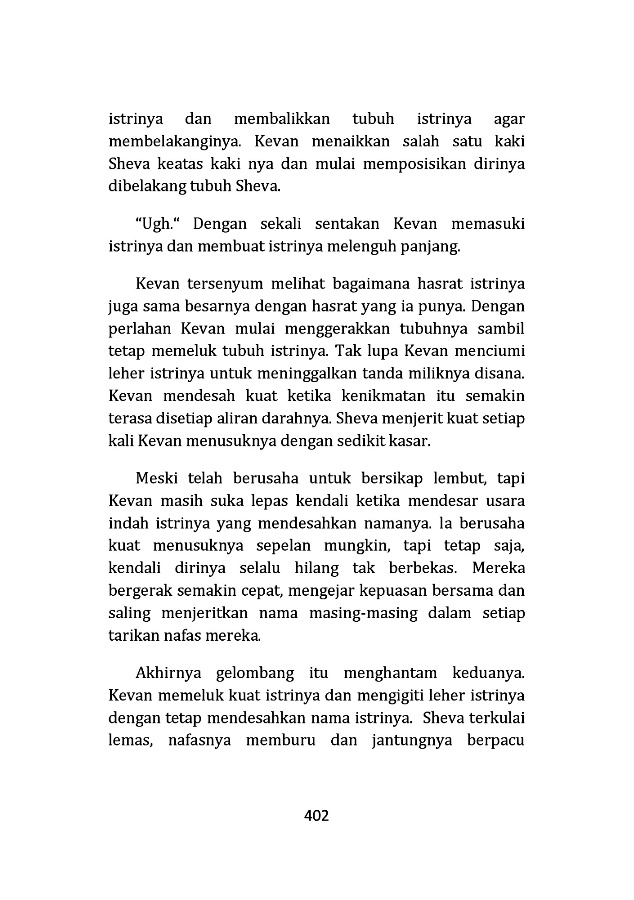 istrinya dan membalikkan tubuh istrinya agar
membelakanginya. Kevan menaikkan salah satu kaki
Sheva keatas kaki nya dan mulai memposisikan dirinya
dibelakang tubuh Sheva.
“Ugh.“ Dengan sekali sentakan Kevan memasuki
istrinya dan membuat istrinya melenguh panjang.
Kevan tersenyum melihat bagaimana hasrat istrinya
juga sama besarnya dengan hasrat yang ia punya. Dengan
perlahan Kevan mulai menggerakkan tubuhnya sambil
tetap memeluk tubuh istrinya. Tak lupa Kevan menciumi
leher istrinya untuk meninggalkan tanda miliknya disana.
Kevan mendesah kuat ketika kenikmatan itu semakin
terasa disetiap aliran darahnya. Sheva menjerit kuat setiap
kali Kevan menusuknya dengan sedikit kasar.
Meski telah berusaha untuk bersikap lembut, tapi
Kevan masih suka lepas kendali ketika mendesar usara
indah istrinya yang mendesahkan namanya. Ia berusaha
kuat menusuknya sepelan mungkin, tapi tetap saja,
kendali dirinya selalu hilang tak berbekas. Mereka
bergerak semakin cepat, mengejar kepuasan bersama dan
saling menjeritkan nama masing-masing dalam setiap
tarikan nafas mereka.
Akhirnya gelombang itu menghantam keduanya.
Kevan memeluk kuat istrinya dan mengigiti leher istrinya
dengan tetap mendesahkan nama istrinya. Sheva terkulai
lemas, nafasnya memburu dan jantungnya berpacu
402